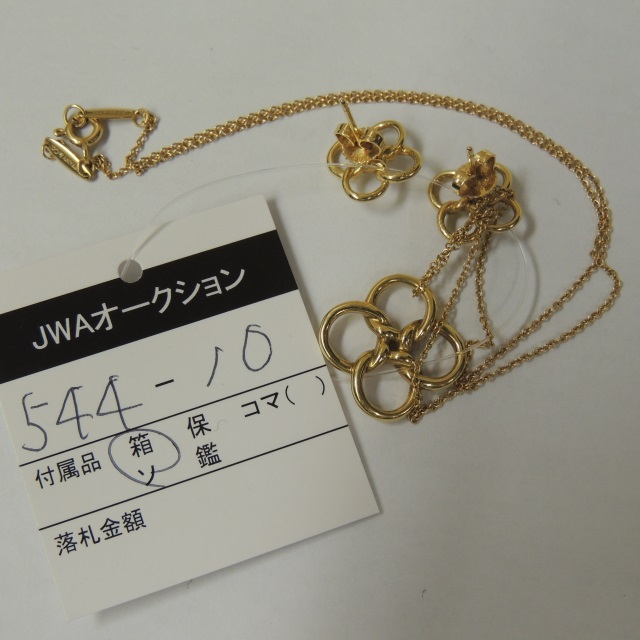 JWAオークション
544-10
付属品 箱 保 コマ( )
ソ 鑑
落札金額